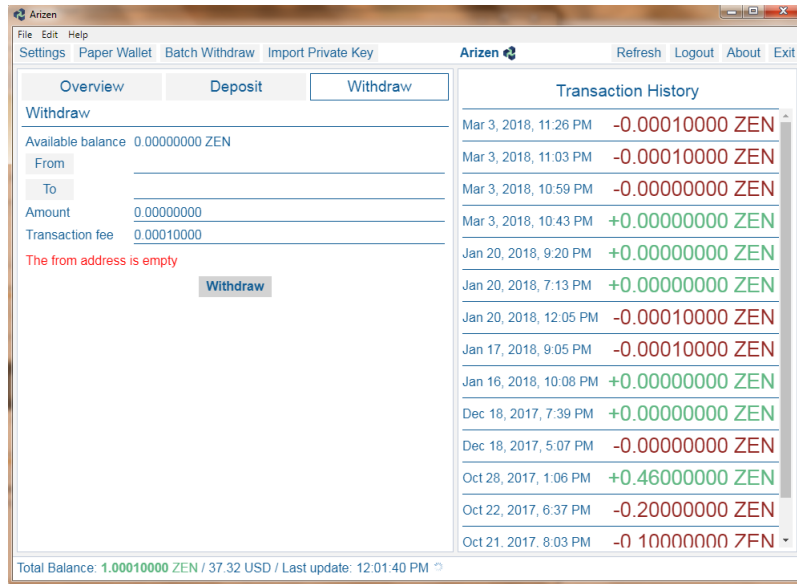 Arizen
File Edit Help
Settings Paper Wallet Batch Withdraw Import Private Key Arizen Refresh Logout About Exit
Overview Deposit Withdraw
Withdraw
Available balance 0.00000000 ZEN
From
To
Amount 0.00000000
Transaction fee 0.00010000
The from address is empty
Withdraw
Transaction History
Mar 3, 2018, 11:26 PM -0.00010000 ZEN
Mar 3, 2018, 11:03 PM -0.00010000 ZEN
Mar 3, 2018, 10:59 PM -0.00000000 ZEN
Mar 3, 2018, 10:43 PM +0.00000000 ZEN
Jan 20, 2018, 9:20 PM +0.00000000 ZEN
Jan 20, 2018, 7:13 PM +0.00000000 ZEN
Jan 20, 2018, 12:05 PM -0.00010000 ZEN
Jan 17, 2018, 9:05 PM -0.00010000 ZEN
Jan 16, 2018, 10:08 PM +0.00000000 ZEN
Dec 18, 2017, 7:39 PM +0.00000000 ZEN
Dec 18, 2017, 5:07 PM -0.00000000 ZEN
Oct 28, 2017, 1:06 PM +0.46000000 ZEN
Oct 22, 2017, 6:37 PM -0.20000000 ZEN
Oct 21, 2017, 8:03 PM -0.10000000 ZEN
Total Balance: 1.00010000 ZEN / 37.32 USD / Last update: 12:01:40 PM